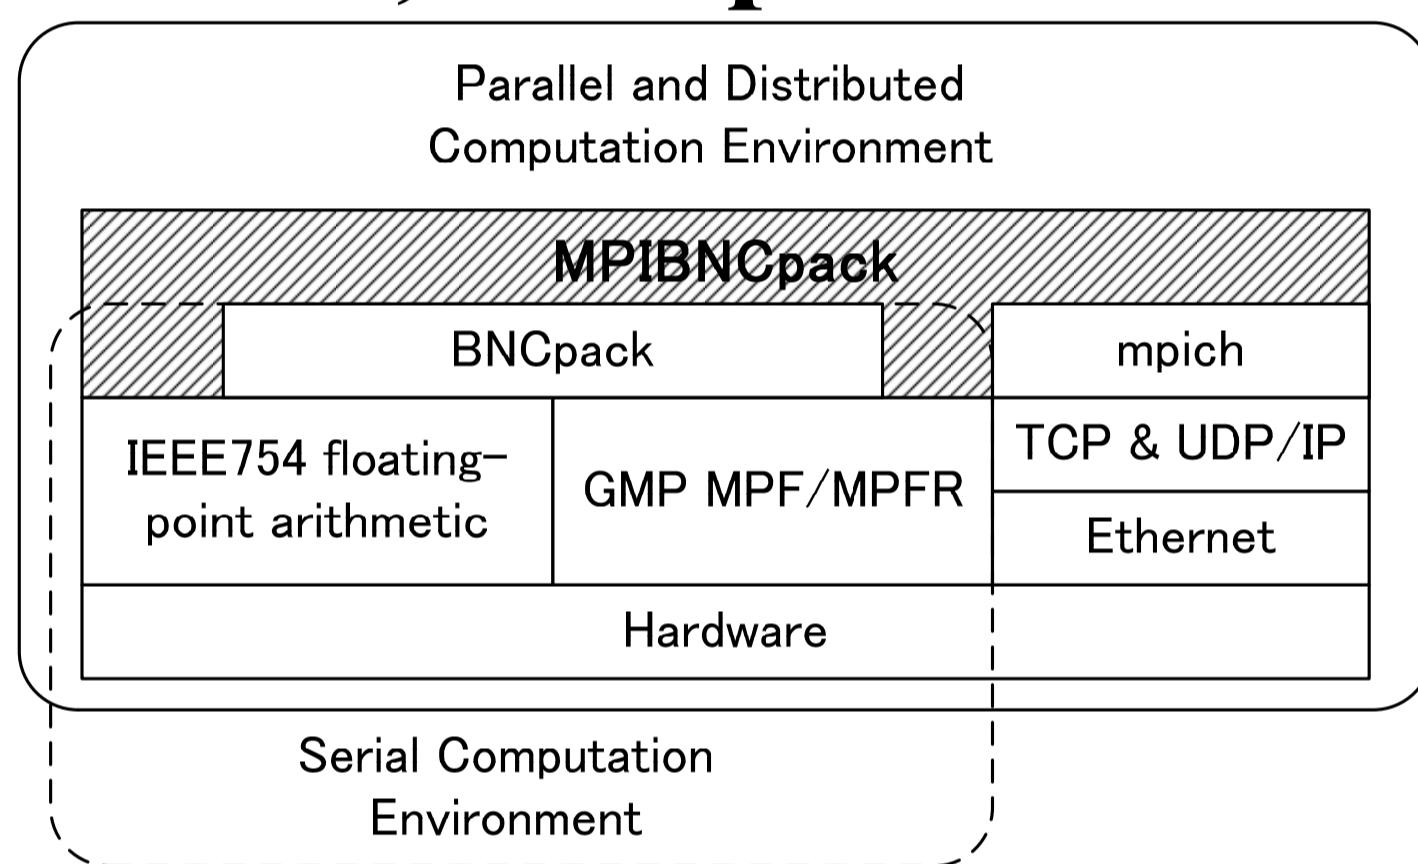 Parallel and Distributed
Computation Environment
MPIBNCpack
BNCpack
mpich
IEEE754 floating-
point arithmetic
GMP MPF/MPFR
TCP & UDP/IP
Ethernet
Hardware
Serial Computation
Environment